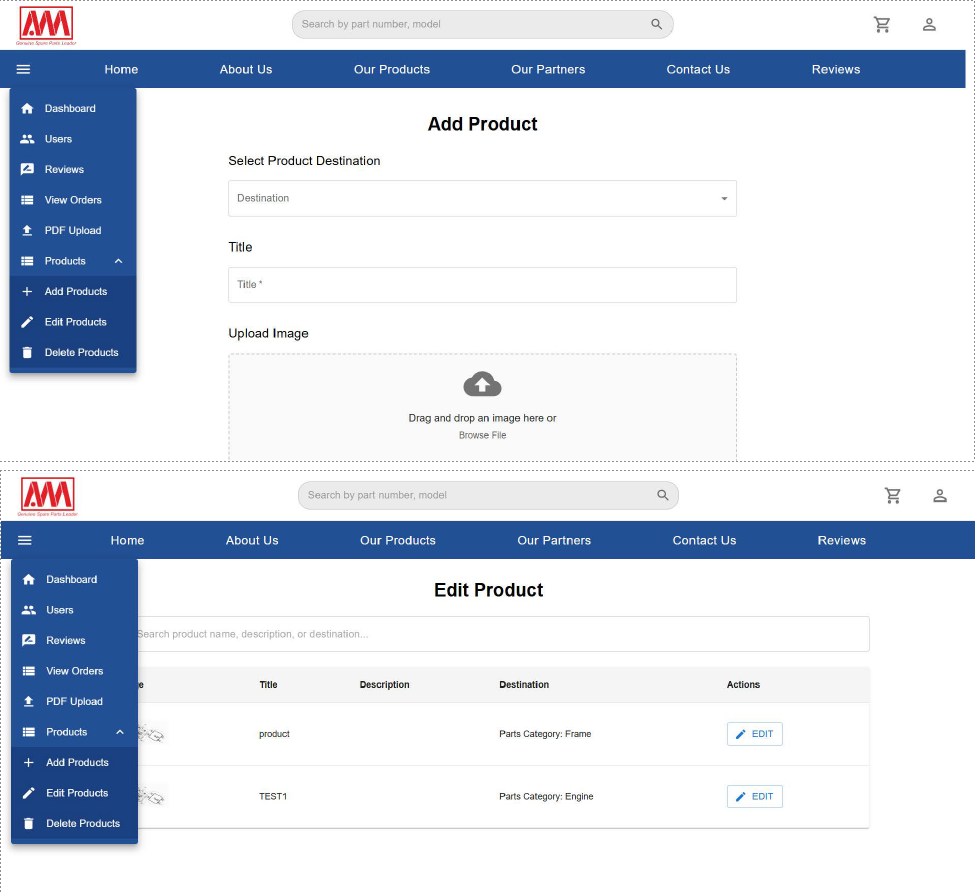 AM
Genuine Spare Parts Leader
Search by part number, model
Home About Us Our Products Our Partners Contact Us Reviews
Dashboard
Users
Reviews
View Orders
PDF Upload
Products
Add Products
Edit Products
Delete Products
Add Product
Select Product Destination
Destination
Title
Title *
Upload Image
Drag and drop an image here or
Browse File
AM
Genuine Spare Parts Leader
Search by part number, model
Home About Us Our Products Our Partners Contact Us Reviews
Dashboard
Users
Reviews
View Orders
PDF Upload
Products
Add Products
Edit Products
Delete Products
Edit Product
Search product name, description, or destination...
e Title Description Destination Actions
product Parts Category: Frame EDIT
TEST1 Parts Category: Engine EDIT